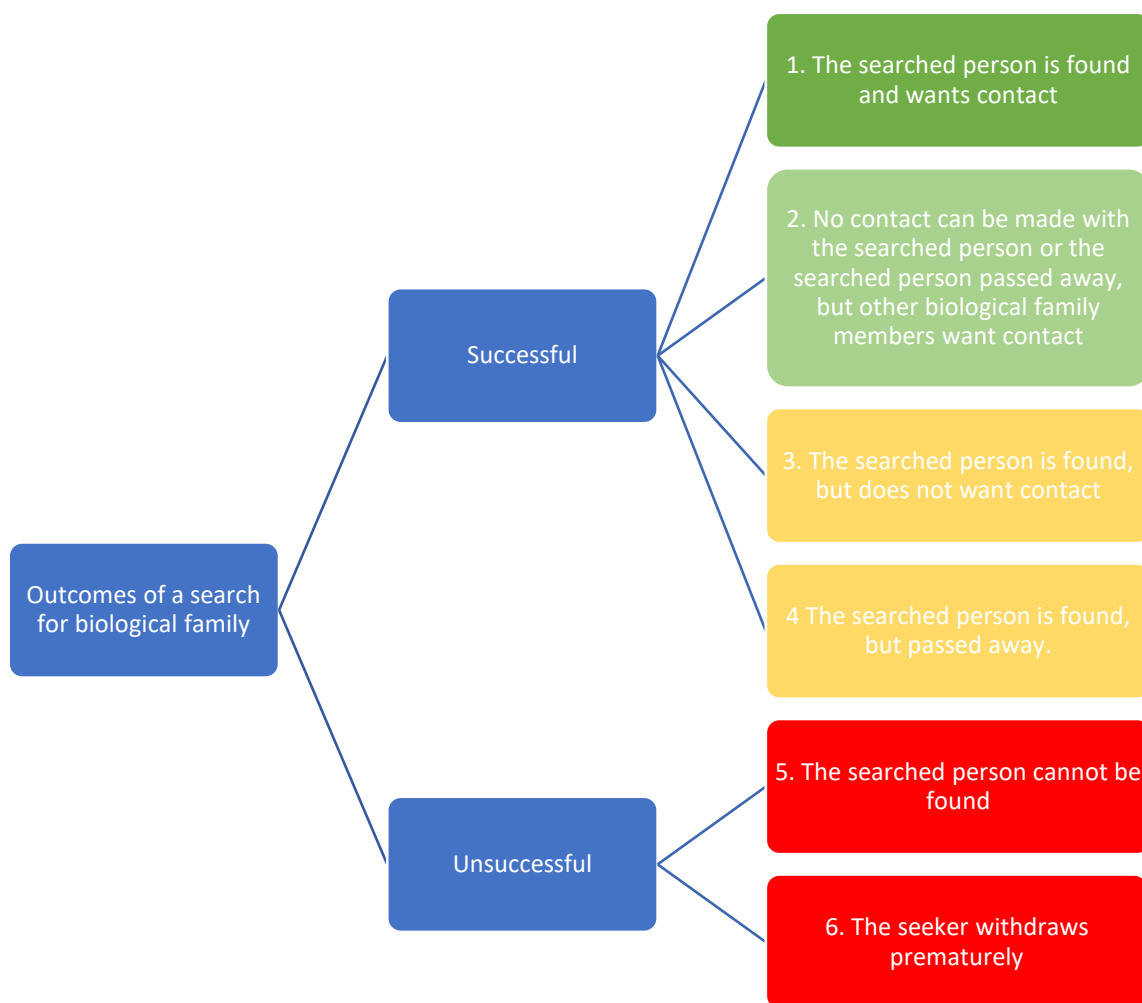 1. The searched person is found
and wants contact
2. No contact can be made with
the searched person or the
searched person passed away,
but other biological family
members want contact
Successful
3. The searched person is found,
but does not want contact
Outcomes of a search
for biological family
4 The searched person is found,
but passed away.
5. The searched person cannot be
found
Unsuccessful
6. The seeker withdraws
prematurely